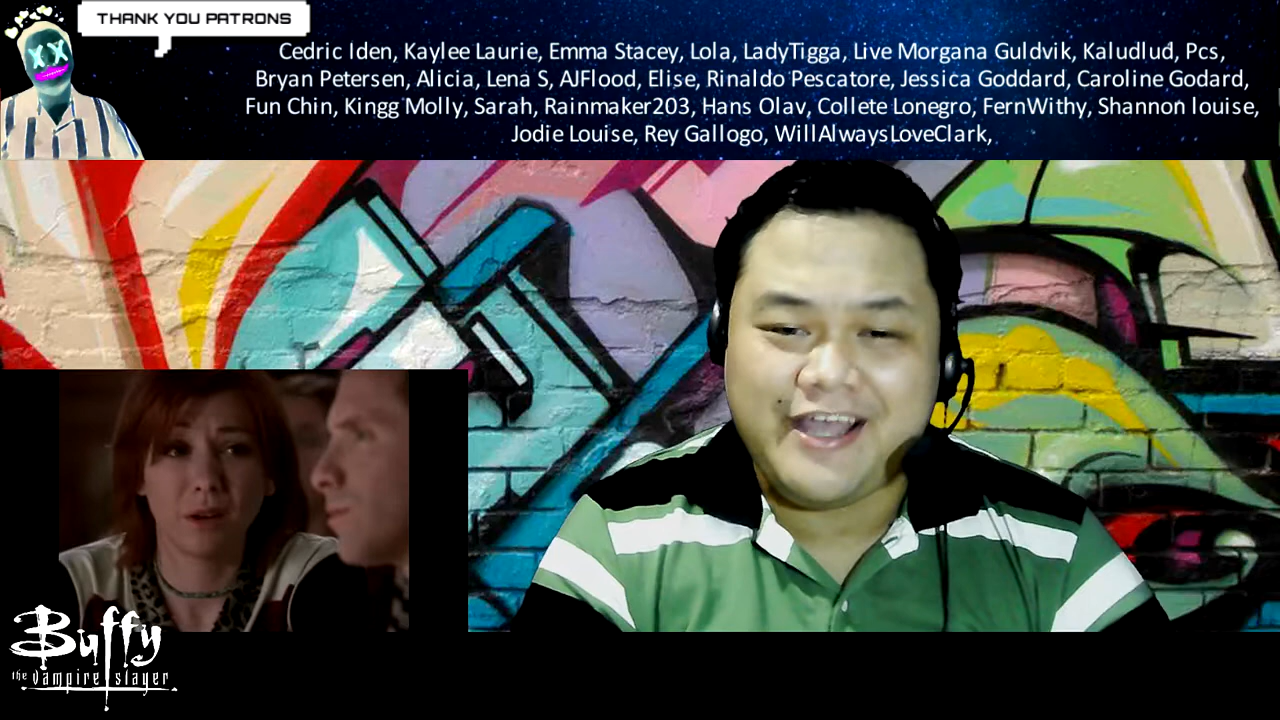 THANK YOU PATRONS
Cedric Iden, Kaylee Laurie, Emma Stacey, Lola, LadyTigga, Live Morgana Guldvik, Kaludlud, Pcs,
Bryan Petersen, Alicia, Lena S, AJFlood, Elise, Rinaldo Pescatore, Jessica Goddard, Caroline Godard,
Fun Chin, Kingg Molly, Sarah, Rainmaker203, Hans Olav, Collete Lonegro, FernWithy, Shannon louise,
Jodie Louise, Rey Gallogo, WillAlwaysLoveClark,
Buffy
the vampire slayer